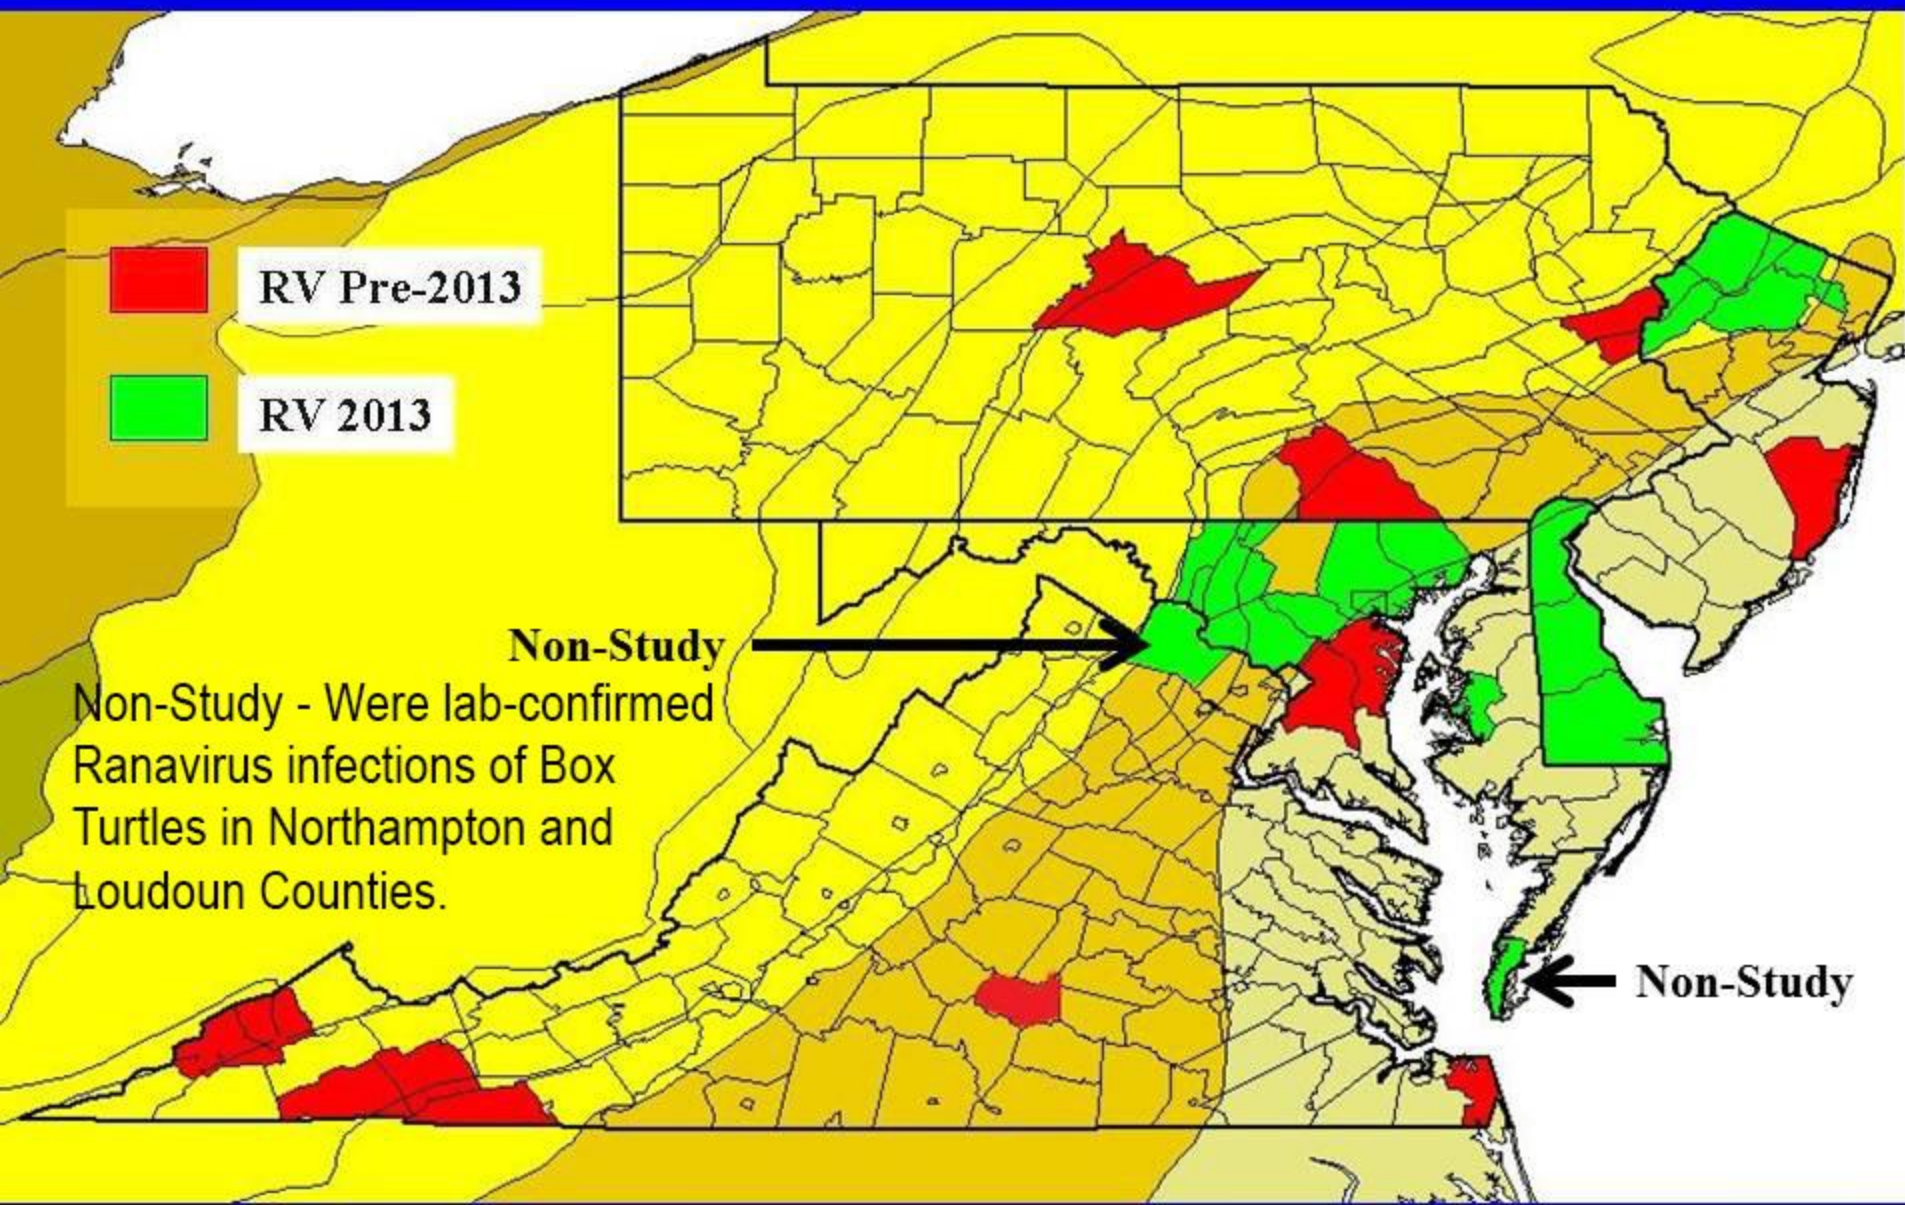 RV Pre-2013
RV 2013
Non-Study
Non-Study - Were lab-confirmed
Ranavirus infections of Box
Turtles in Northampton and
Loudoun Counties.
Non-Study